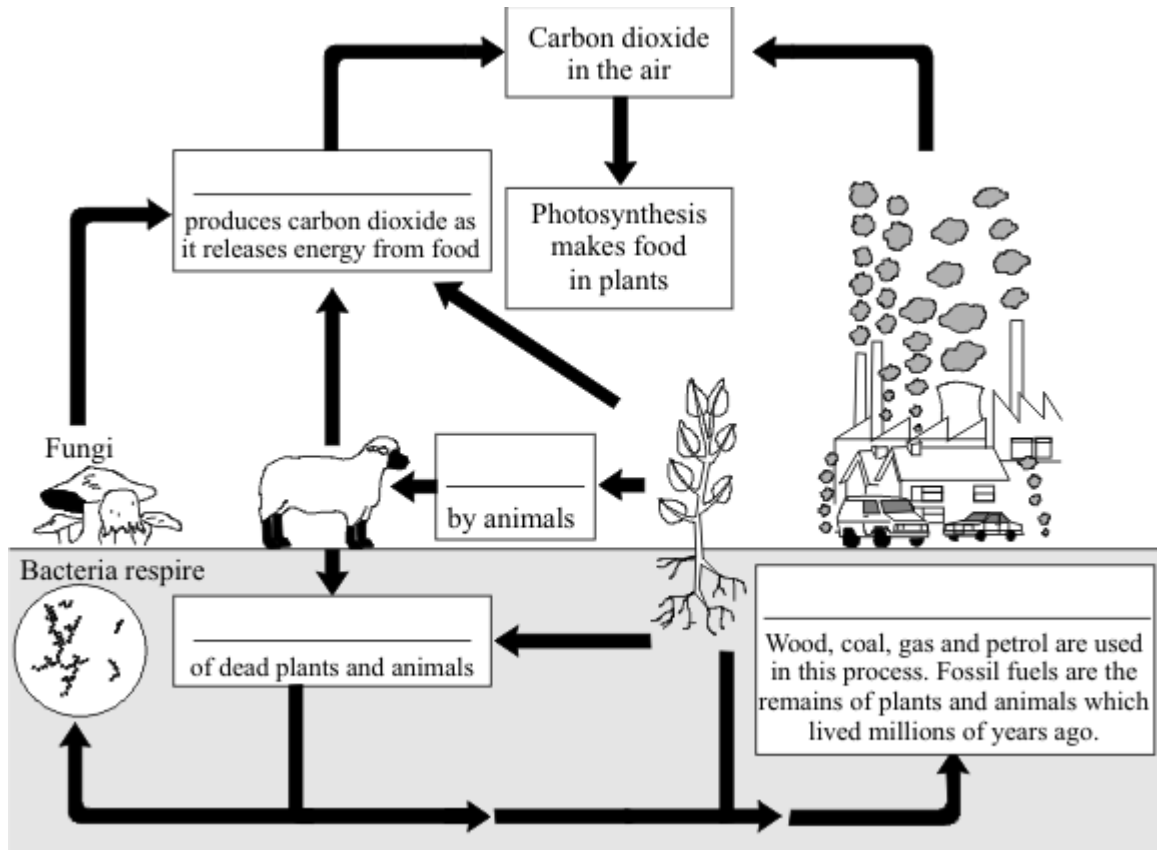 Carbon dioxide
in the air
produces carbon dioxide as
it releases energy from food
Photosynthesis
makes food
in plants
Fungi
by animals
Bacteria respire
of dead plants and animals
Wood, coal, gas and petrol are used
in this process. Fossil fuels are the
remains of plants and animals which
lived millions of years ago.